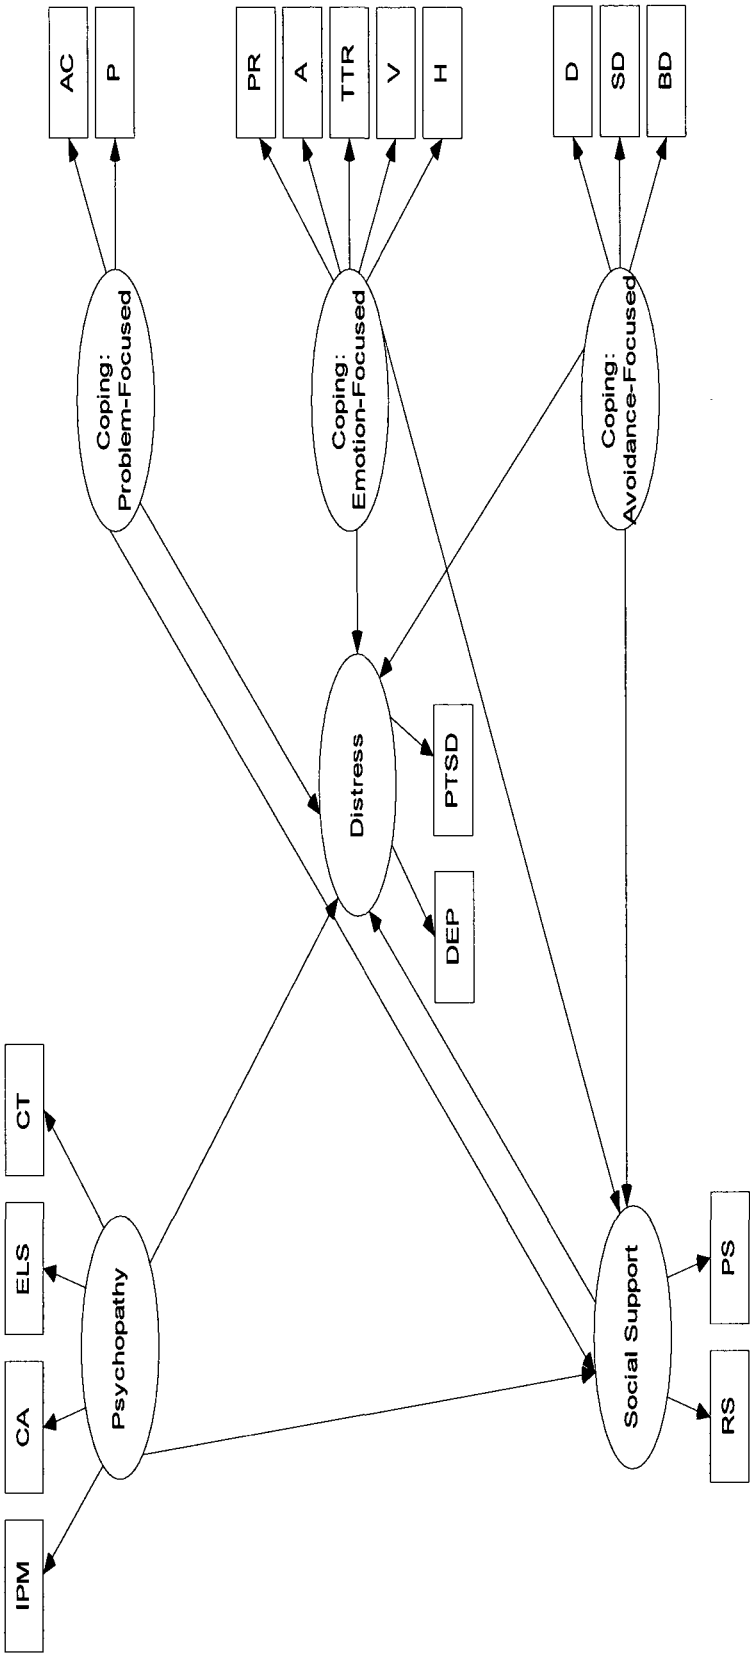 IPM
CA
ELS
CT
Psychopathy
AC
P
Coping:
Problem-Focused
PR
A
TTR
V
H
Coping:
Emotion-Focused
Distress
DEP
PTSD
D
SD
BD
Coping:
Avoidance-Focused
Social Support
RS
PS